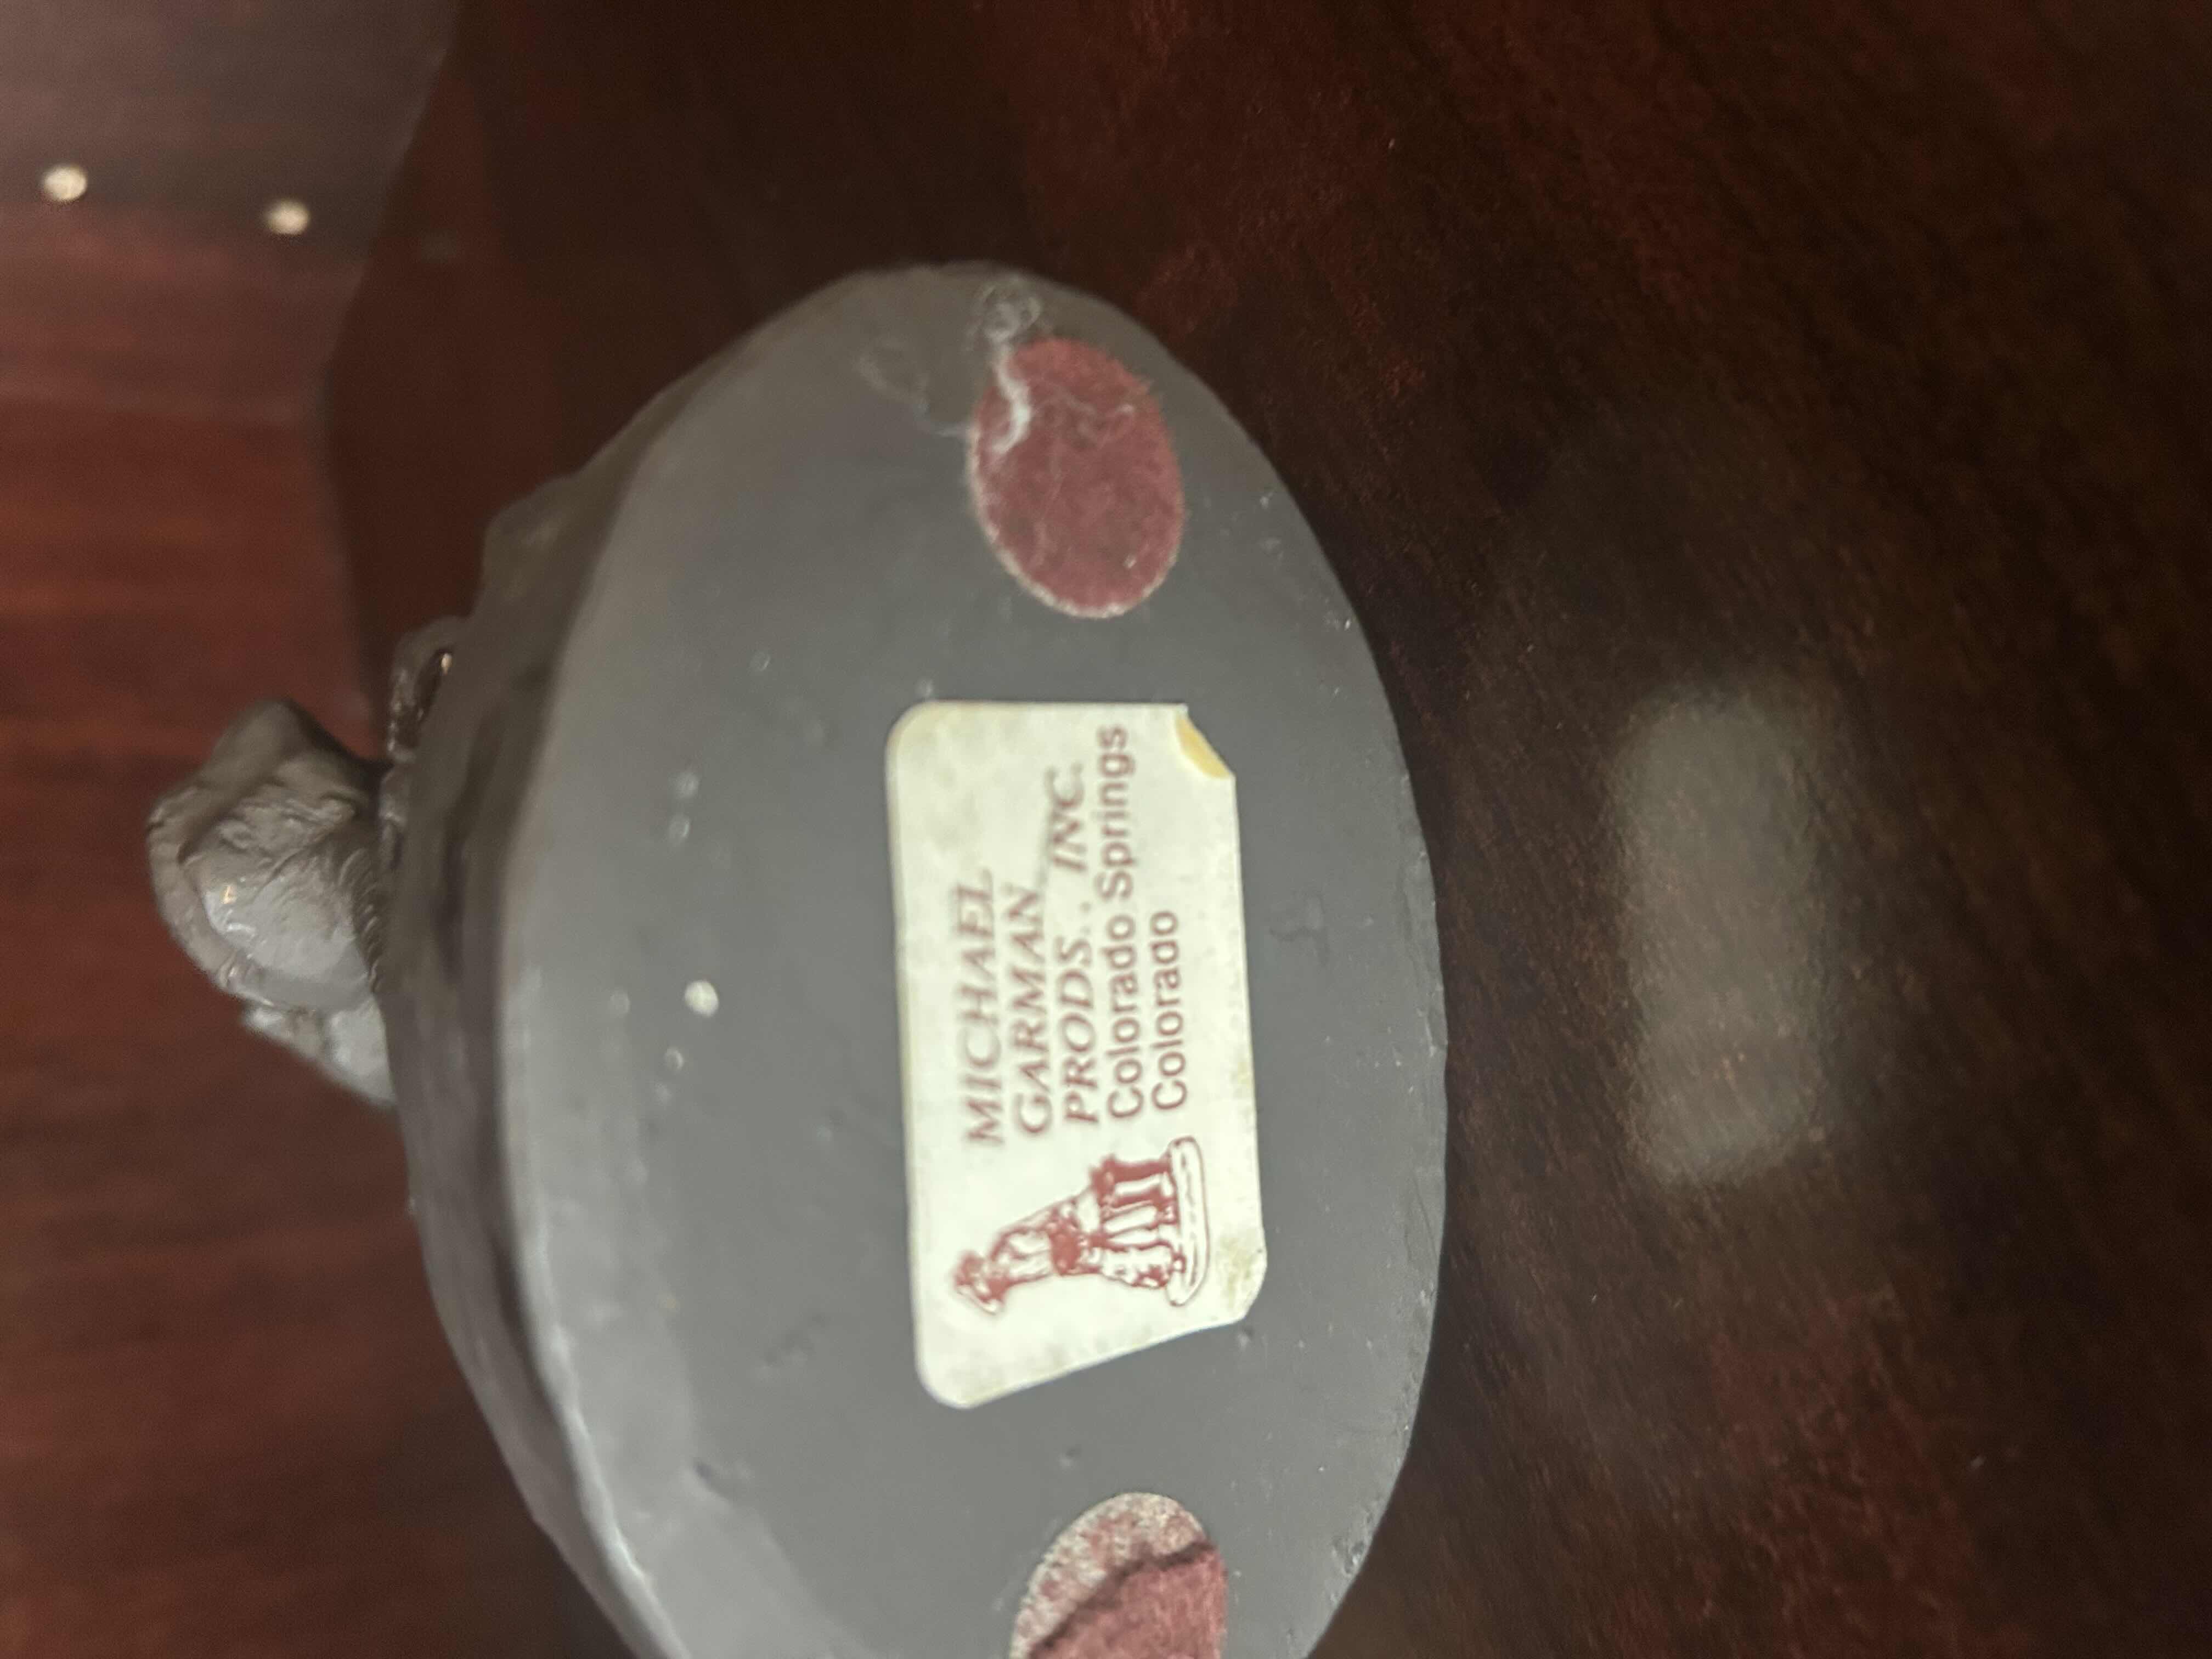 MICHAEL
GARMAN
PRODS., INC.
Colorado Springs
Colorado